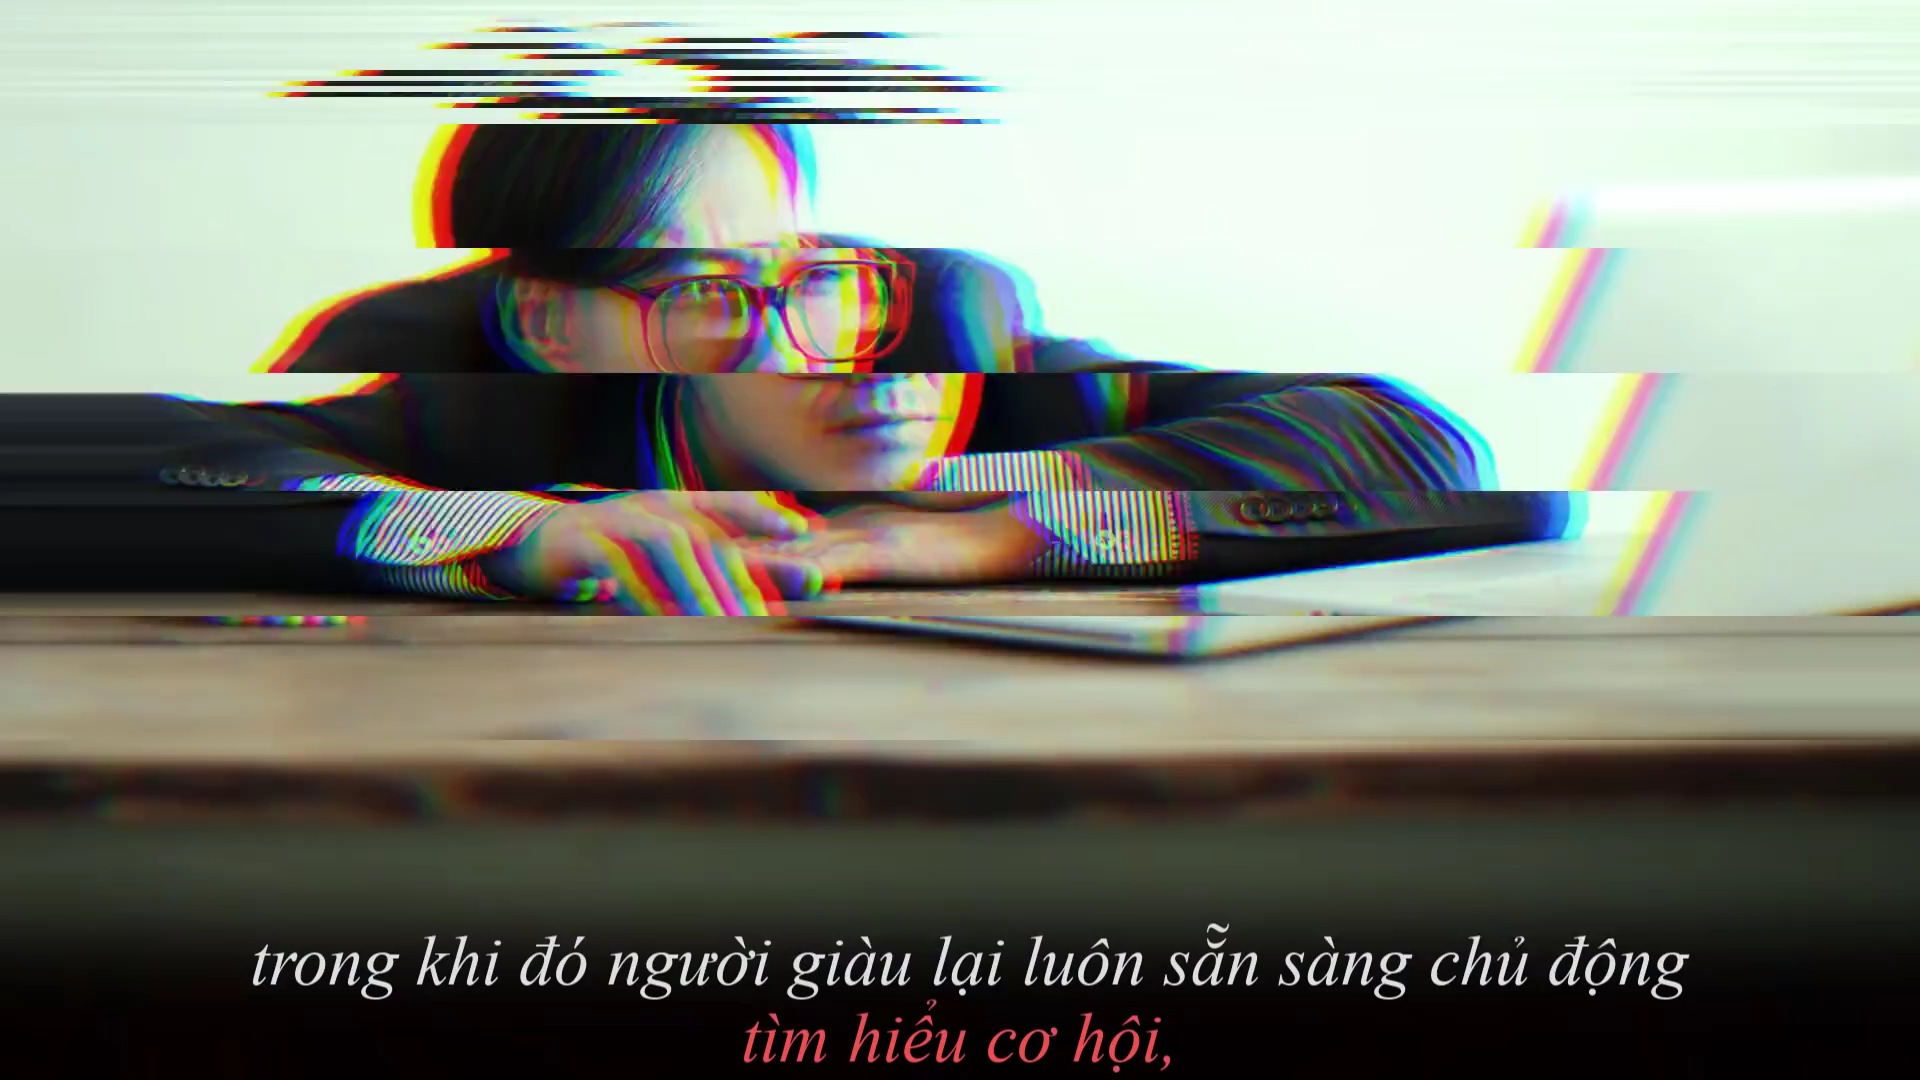 trong khi đó người giàu lại luôn sẵn sàng chủ động
tìm hiểu cơ hội,